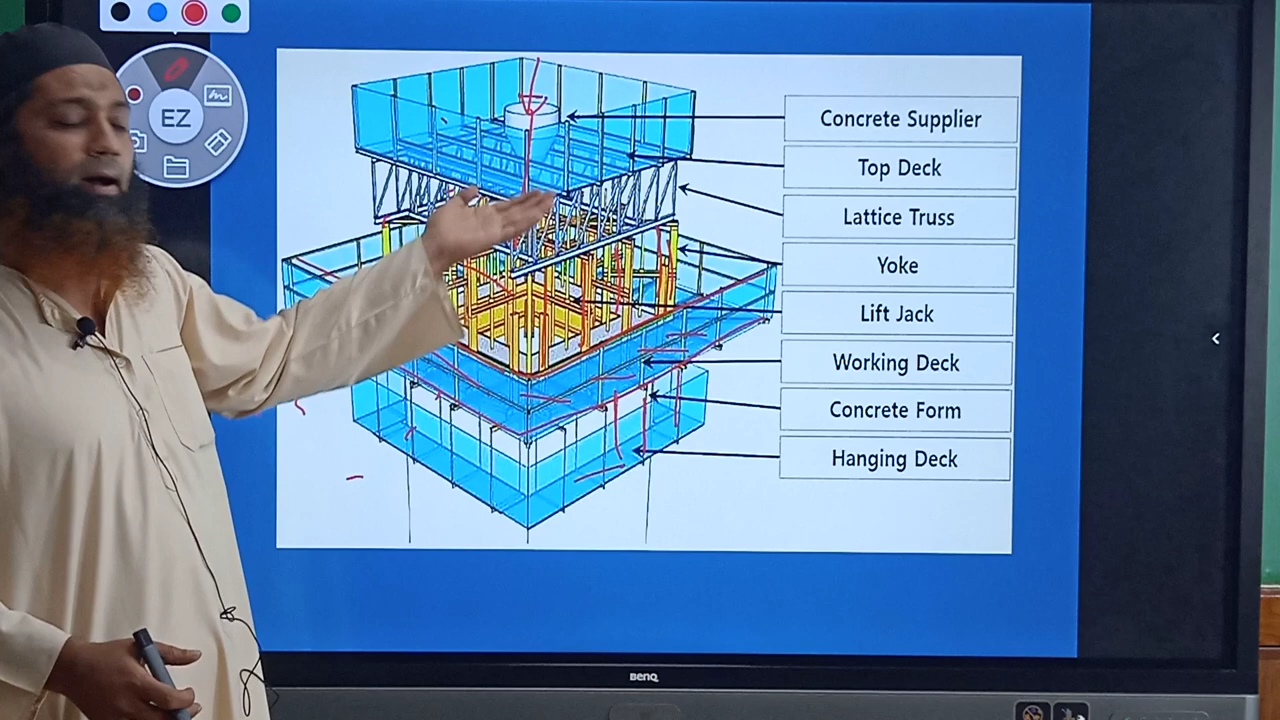 EZ
Concrete Supplier
Top Deck
Lattice Truss
Yoke
Lift Jack
Working Deck
Concrete Form
Hanging Deck
BENQ